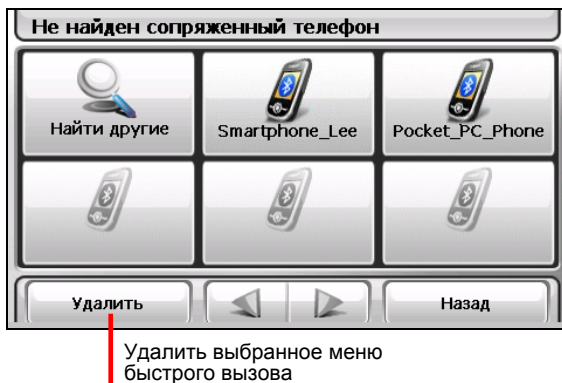 Не найден сопряженный телефон
Найти другие
Smartphone_Lee
Pocket_PC_Phone
Удалить
Назад
Удалить выбранное меню
быстрого вызова